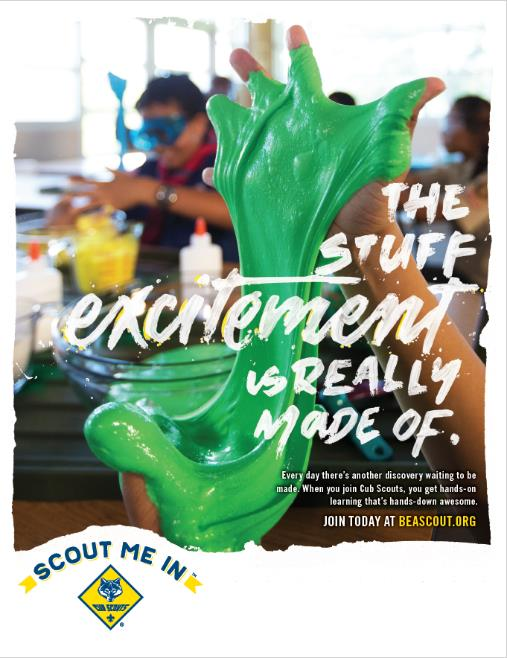 THE
STUFF
excitement
is REALLY
MADE OF.
Every day there's another discovery waiting to be
made. When you join Cub Scouts, you get hands-on
learning that's hands-down awesome.
JOIN TODAY AT BEASCOUT.ORG
SCOUT ME IN™
CUB SCOUTS
®